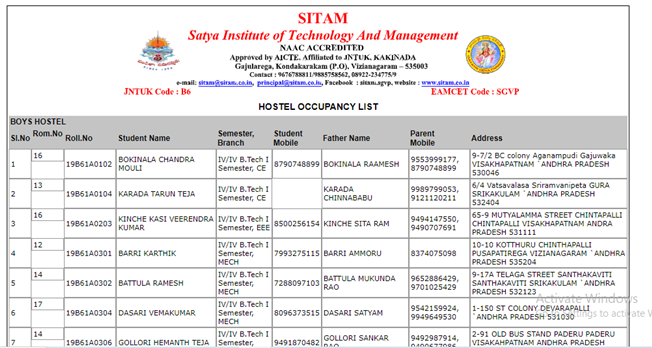 SITAM
Satya Institute of Technology And Management
NAAC ACCREDITED
Approved by AICTE. Affiliated to JNTUK. KAKINADA
Gajularega, Kondakarakam (P.O), Vizianagaram – 535003
Contact : 9676788811/9885758562, 08922-234775/9
e-mail: sitam@sitam.co.in, principal@sitam.co.in, Facebook : sitam.sgvp, website : www.sitam.co.in
JNTUK Code : B6 EAMCET Code : SGVP
HOSTEL OCCUPANCY LIST
BOYS HOSTEL
Sl.No Rom.No Roll.No Student Name Semester, Branch Student Mobile Father Name Parent Mobile Address
1 16 19B61A0102 BOKINALA CHANDRA MOULI IV/IV B.Tech I Semester, CE 8790748899 BOKINALA RAAMESH 9553999177, 8790748899 9-7/2 BC colony Aganampudi Gajuwaka VISAKHAPATNAM `ANDHRA PRADESH 530046
2 13 19B61A0104 KARADA TARUN TEJA IV/IV B.Tech I Semester, CE KARADA CHINNABABU 9989799053, 9121120211 6/4 Vatsavalasa Sriramvanipeta GURA SRIKAKULAM `ANDHRA PRADESH 532404
3 16 19B61A0203 KINCHE KASI VEERENDRA KUMAR IV/IV B.Tech I Semester, EEE 8500256154 KINCHE SITA RAM 9494147550, 9490707691 65-9 MUTYALAMMA STREET CHINTAPALLI CHINTAPALLI VISAKHAPATNAM ANDRA PRADESH 531111
4 12 19B61A0301 BARRI KARTHIK IV/IV B.Tech I Semester, MECH 7993275115 BARRI AMMORU 8374075098 10-10 KOTTHURU CHINTHAPALLI PUSAPATIREGA VIZIANAGARAM `ANDHRA PRADESH 535204
5 14 19B61A0302 BATTULA RAMESH IV/IV B.Tech I Semester, MECH 7288097103 BATTULA MUKUNDA RAO 9652886429, 9701025429 9-17A TELAGA STREET SANTHAKAVITI SANTHAKAVITI SRIKAKULAM `ANDHRA PRADESH 532123
6 17 19B61A0304 DASARI VEMAKUMAR IV/IV B.Tech I Semester, MECH 8096373515 DASARI SATYAM 9542159924, 9949649530 1-150 ST COLONY DEVARAPALLI `ANDHRA PRADESH 531030
7 14 19B61A0306 GOLLORI HEMANTH TEJA IV/IV B.Tech I Semester, 9491870482 GOLLORI SANKAR 9492987914, 2-91 OLD BUS STAND PADERU PADERU VISAKHAPATNAM ANDHRA PRADESH
Activate Windows
to activate W